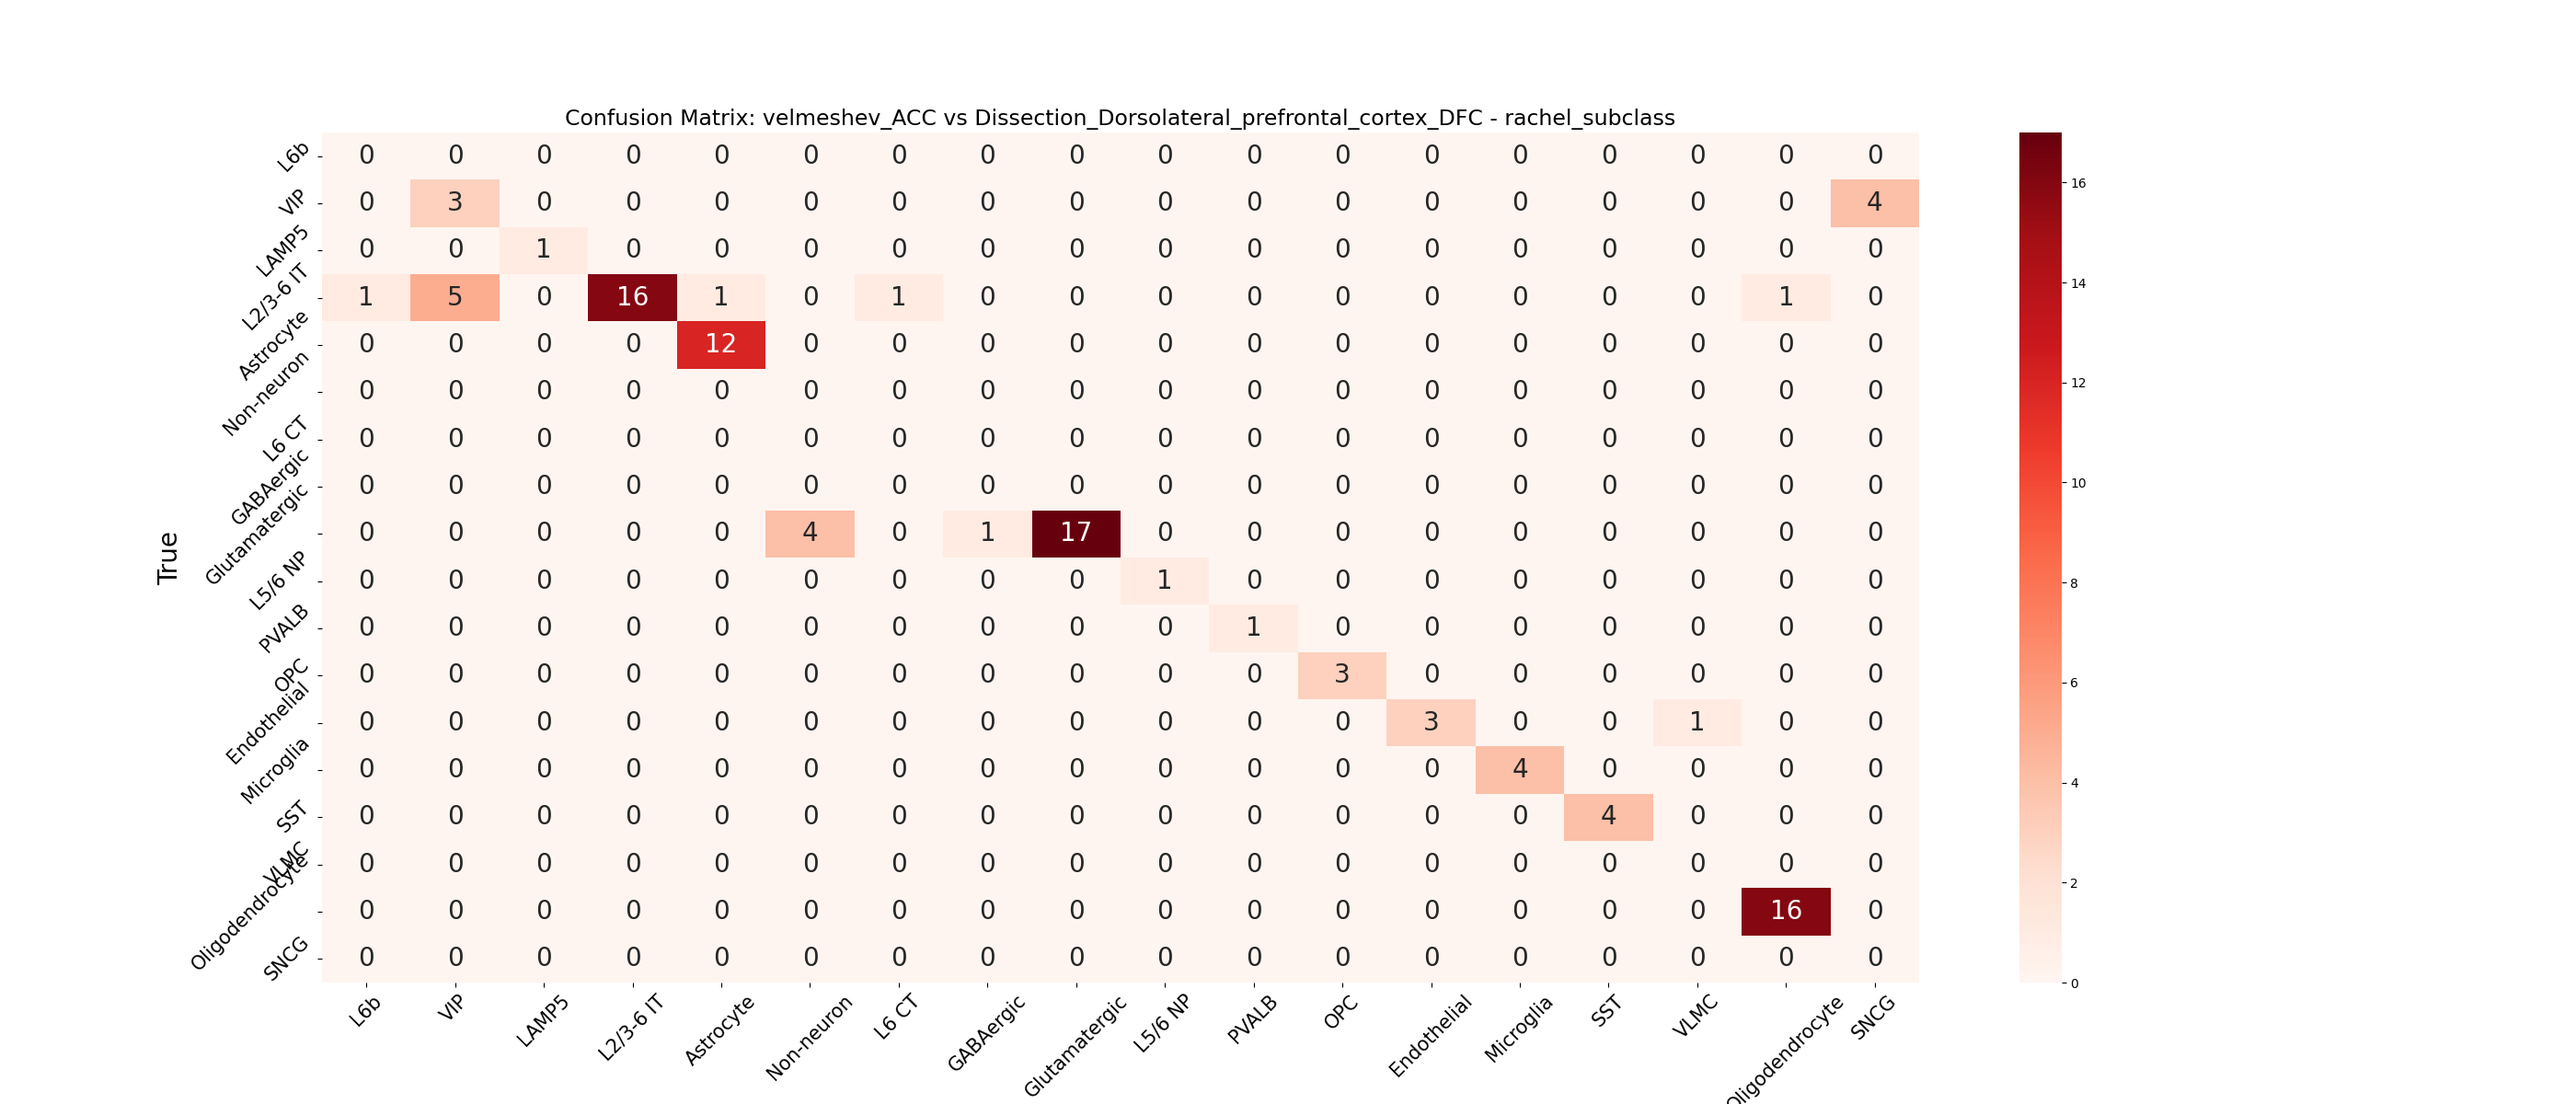 Confusion Matrix: velmeshev_ACC vs Dissection_Dorsolateral_prefrontal_cortex_DFC - rachel_subclass
True
L6b 0 0 0 0 0 0 0 0 0 0 0 0 0 0 0 0 0 0
VIP 0 3 0 0 0 0 0 0 0 0 0 0 0 0 0 0 0 4
LAMP5 0 0 1 0 0 0 0 0 0 0 0 0 0 0 0 0 0 0
L2/3-6 IT 1 5 0 16 1 0 1 0 0 0 0 0 0 0 0 0 1 0
Astrocyte 0 0 0 0 12 0 0 0 0 0 0 0 0 0 0 0 0 0
Non-neuron 0 0 0 0 0 0 0 0 0 0 0 0 0 0 0 0 0 0
L6 CT 0 0 0 0 0 0 0 0 0 0 0 0 0 0 0 0 0 0
GABAergic 0 0 0 0 0 0 0 0 0 0 0 0 0 0 0 0 0 0
Glutamatergic 0 0 0 0 0 4 0 1 17 0 0 0 0 0 0 0 0 0
L5/6 NP 0 0 0 0 0 0 0 0 0 1 0 0 0 0 0 0 0 0
PVALB 0 0 0 0 0 0 0 0 0 0 1 0 0 0 0 0 0 0
OPC 0 0 0 0 0 0 0 0 0 0 0 3 0 0 0 0 0 0
Endothelial 0 0 0 0 0 0 0 0 0 0 0 0 3 0 0 1 0 0
Microglia 0 0 0 0 0 0 0 0 0 0 0 0 0 4 0 0 0 0
SST 0 0 0 0 0 0 0 0 0 0 0 0 0 0 4 0 0 0
VLMC 0 0 0 0 0 0 0 0 0 0 0 0 0 0 0 0 0 0
Oligodendrocyte 0 0 0 0 0 0 0 0 0 0 0 0 0 0 0 0 16 0
SNCG 0 0 0 0 0 0 0 0 0 0 0 0 0 0 0 0 0 0
L6b VIP LAMP5 L2/3-6 IT Astrocyte Non-neuron L6 CT GABAergic Glutamatergic L5/6 NP PVALB OPC Endothelial Microglia SST VLMC Oligodendrocyte SNCG
16
14
12
10
8
6
4
2
0